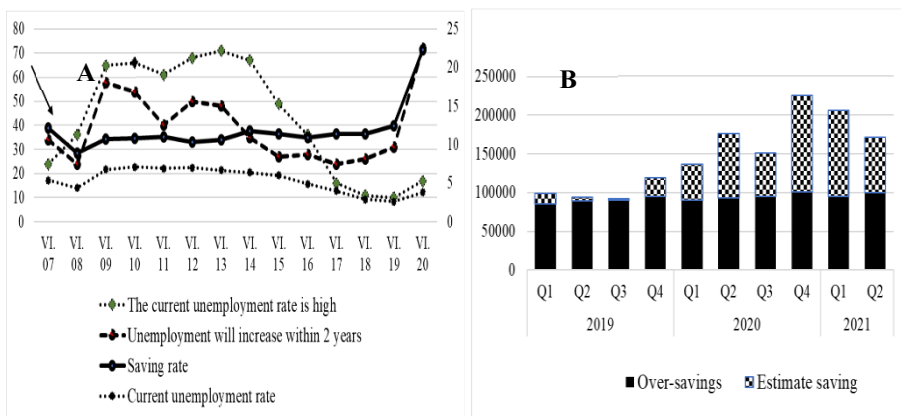 A
80
70
60
50
40
30
20
10
0
25
20
15
10
5
0
VI. 07 VI. 08 VI. 09 VI. 10 VI. 11 VI. 12 VI. 13 VI. 14 VI. 15 VI. 16 VI. 17 VI. 18 VI. 19 VI. 20
The current unemployment rate is high
Unemployment will increase within 2 years
Saving rate
Current unemployment rate
B
250000
200000
150000
100000
50000
0
Q1 Q2 Q3 Q4 Q1 Q2 Q3 Q4 Q1 Q2
2019 2020 2021
Over-savings Estimate saving